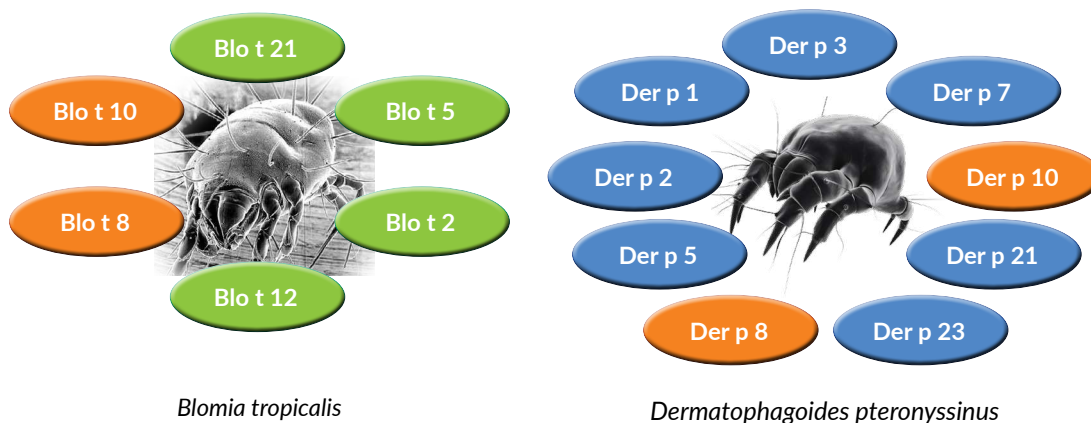 Blo t 21
Blo t 10
Blo t 5
Blo t 8
Blo t 2
Blo t 12
Blomia tropicalis
Der p 3
Der p 1
Der p 7
Der p 2
Der p 10
Der p 5
Der p 21
Der p 8
Der p 23
Dermatophagoides pteronyssinus